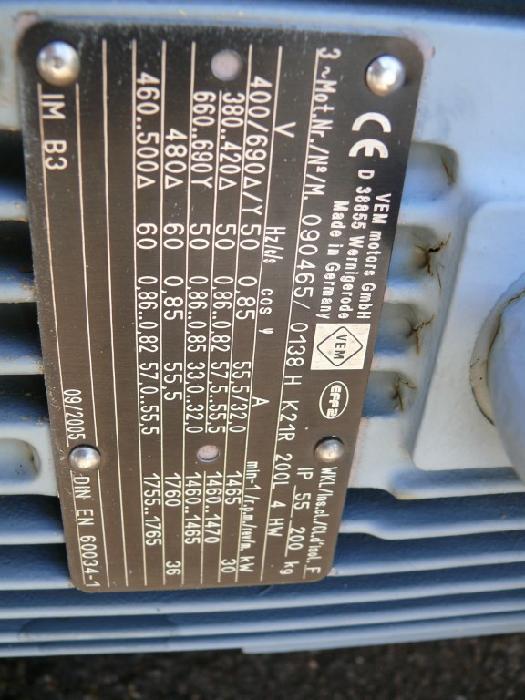 VEM motors GmbH
CE D 38855 Wernigerode
Made in Germany
VEM
EFF2
WKL/Ins.cl./Cl.d'isol. F
IP 55 200 kg
3~Mot.Nr./N°/M. 090465/ 0138 H K21R 200L 4 HW
V Hz/c/s cos φ A min-1/r.p.m/rev/m. kW
400/690Δ/Y 50 0,85 55,5/32,0 1465 30
380..420Δ 50 0,86..0,82 57,5..55,5 1460..1470
660..690Y 50 0,86..0,85 33,0..32,0 1460..1465
480Δ 60 0,85 55,5 1760 36
460..500Δ 60 0,86..0,82 57,0..55,5 1755..1765
IM B3 09/2005 DIN EN 60034-1